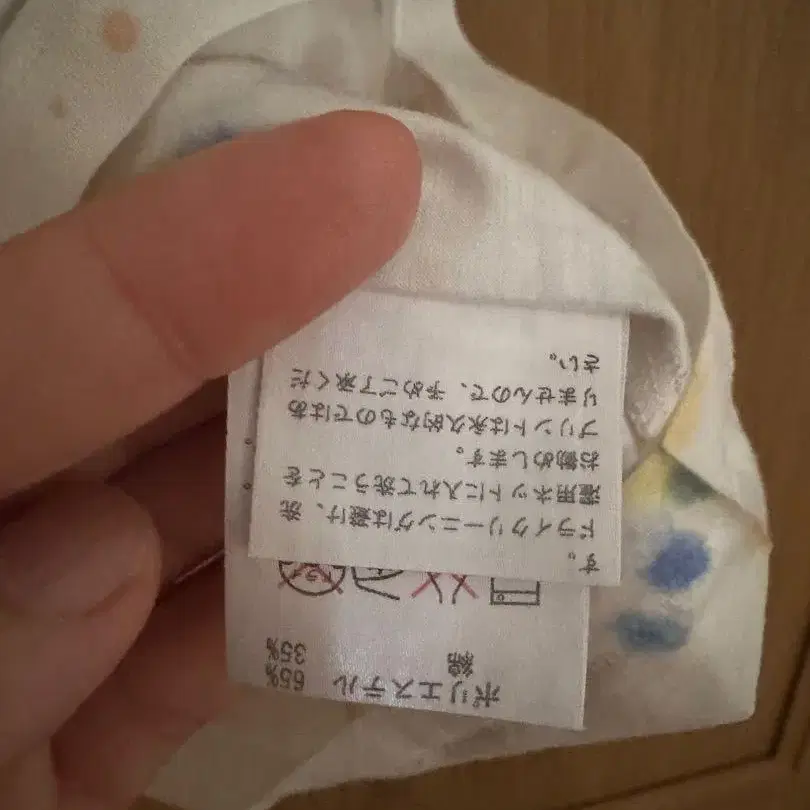 ポリエステル 65%
綿 35%
す。
ドライクリーニングは避け、洗
濯用ネットに入れて洗うことを
お勧めします。
プリントは永久的なものではあ
りませんので、予めご了承くだ
さい。